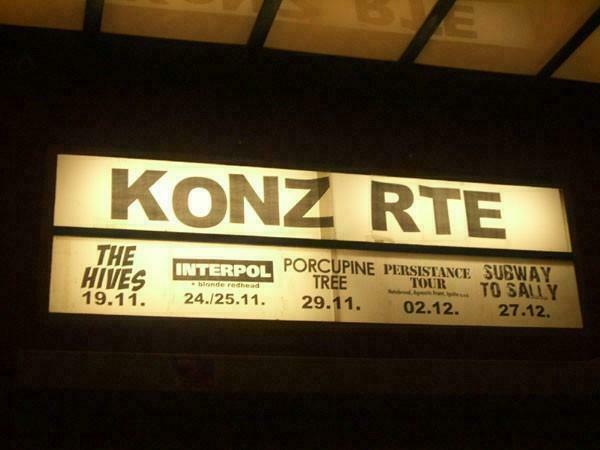 KONZ RTE
THE HIVES
19.11.
INTERPOL
+ blonde redhead
24./25.11.
PORCUPINE TREE
29.11.
PERSISTANCE TOUR
02.12.
SUBWAY TO SALLY
27.12.